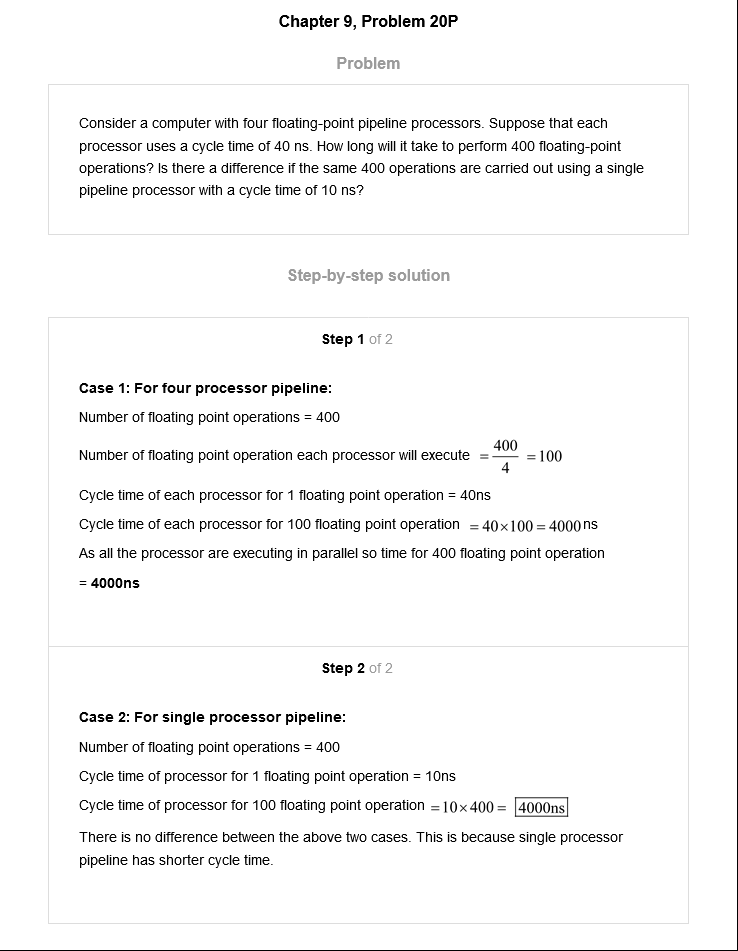 Chapter 9, Problem 20P
Problem
Consider a computer with four floating-point pipeline processors. Suppose that each
processor uses a cycle time of 40 ns. How long will it take to perform 400 floating-point
operations? Is there a difference if the same 400 operations are carried out using a single
pipeline processor with a cycle time of 10 ns?
Step-by-step solution
Step 1 of 2
Case 1: For four processor pipeline:
Number of floating point operations = 400
Number of floating point operation each processor will execute = 400/4 = 100
Cycle time of each processor for 1 floating point operation = 40ns
Cycle time of each processor for 100 floating point operation = 40×100 = 4000 ns
As all the processor are executing in parallel so time for 400 floating point operation
= 4000ns
Step 2 of 2
Case 2: For single processor pipeline:
Number of floating point operations = 400
Cycle time of processor for 1 floating point operation = 10ns
Cycle time of processor for 100 floating point operation = 10×400 = 4000ns
There is no difference between the above two cases. This is because single processor
pipeline has shorter cycle time.